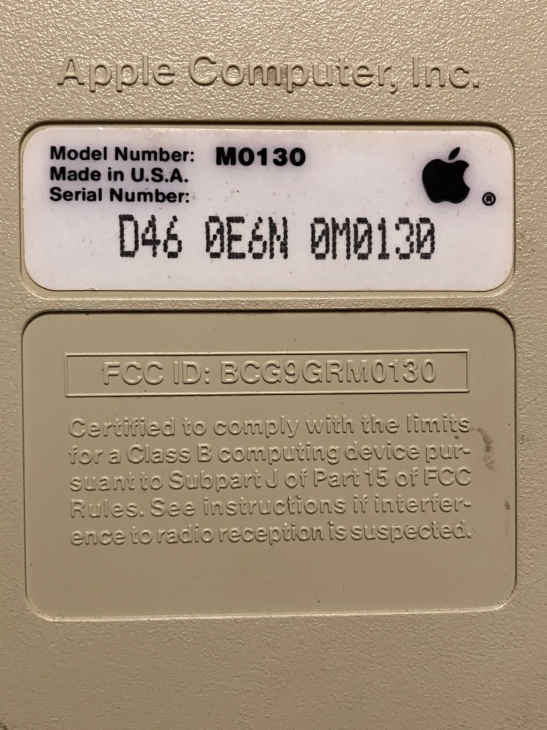 Apple Computer, Inc.
Model Number: M0130
Made in U.S.A.
Serial Number:
D46 0E6N 0M0130
®
FCC ID: BCG9GRM0130
Certified to comply with the limits
for a Class B computing device pur-
suant to Subpart J of Part 15 of FCC
Rules. See instructions if interfer-
ence to radio reception is suspected.